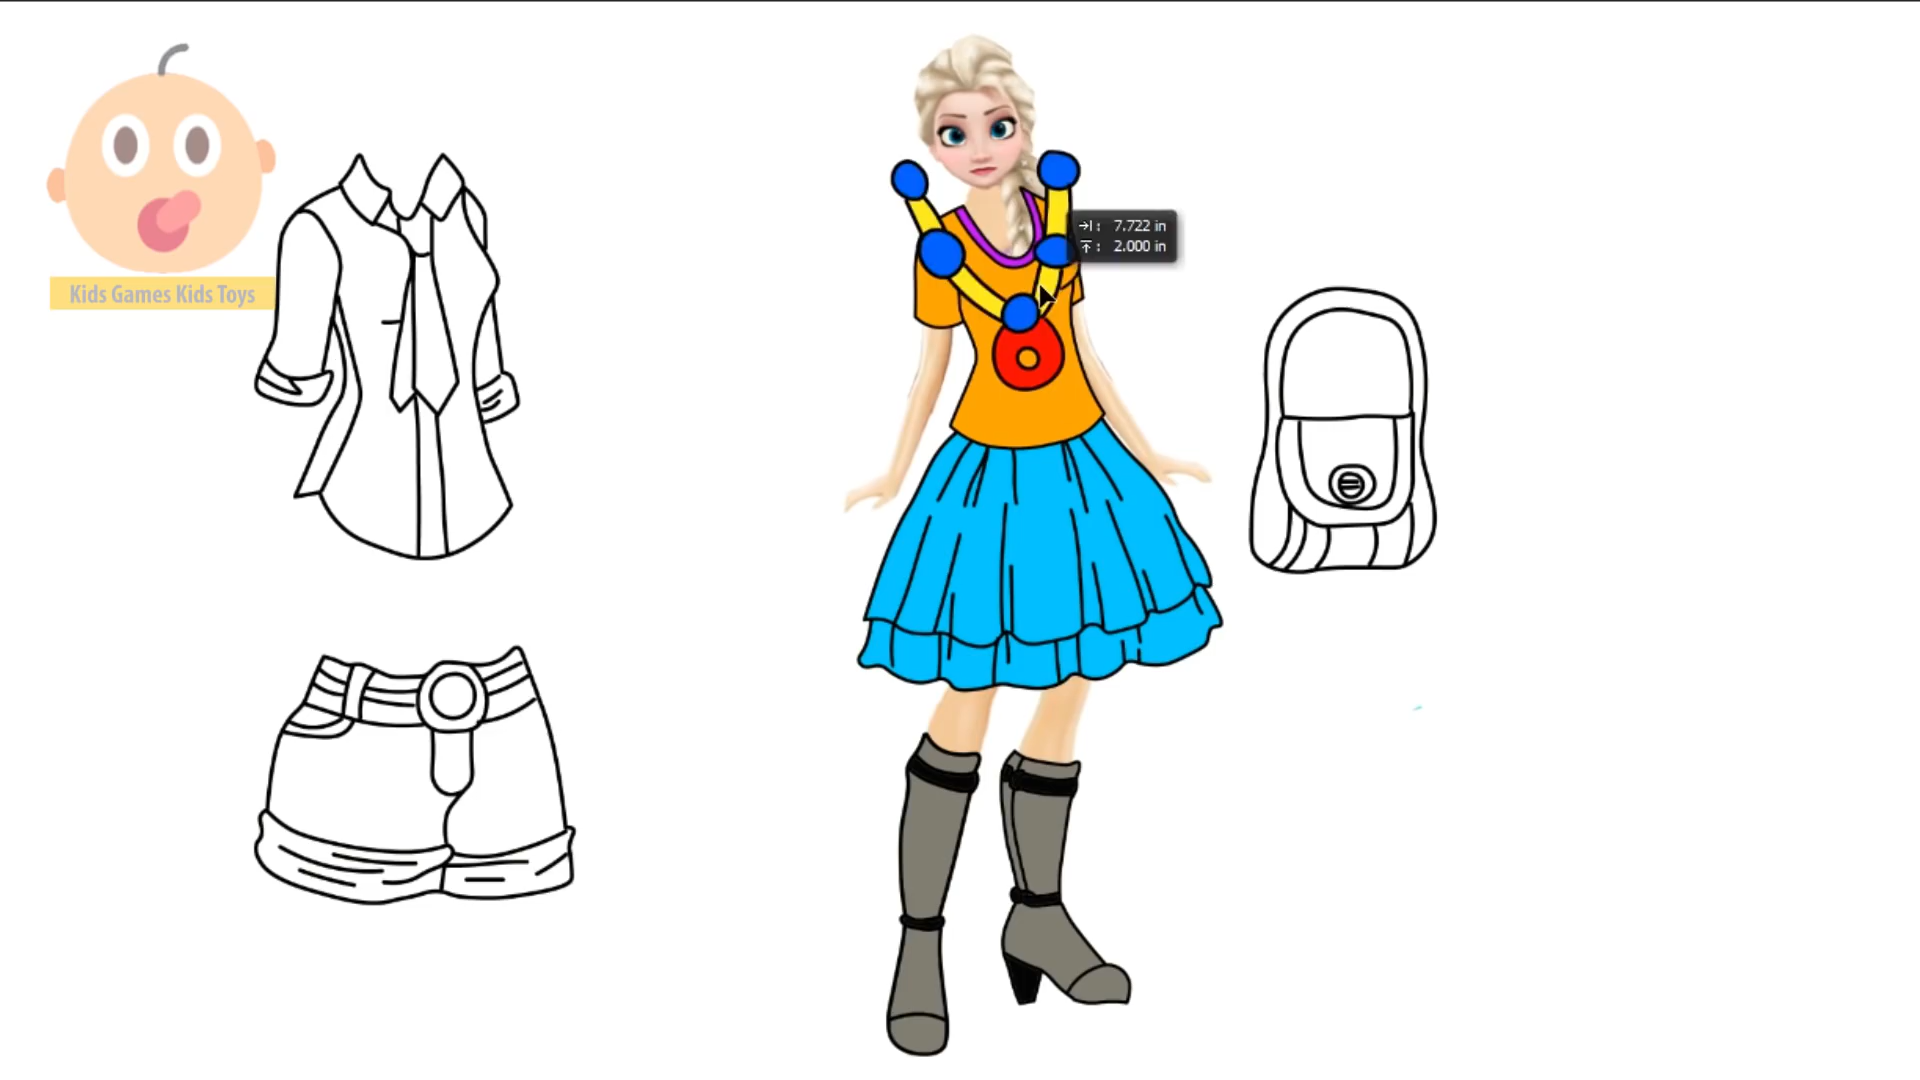 Kids Games Kids Toys
→|: 7.722 in
⤒: 2.000 in